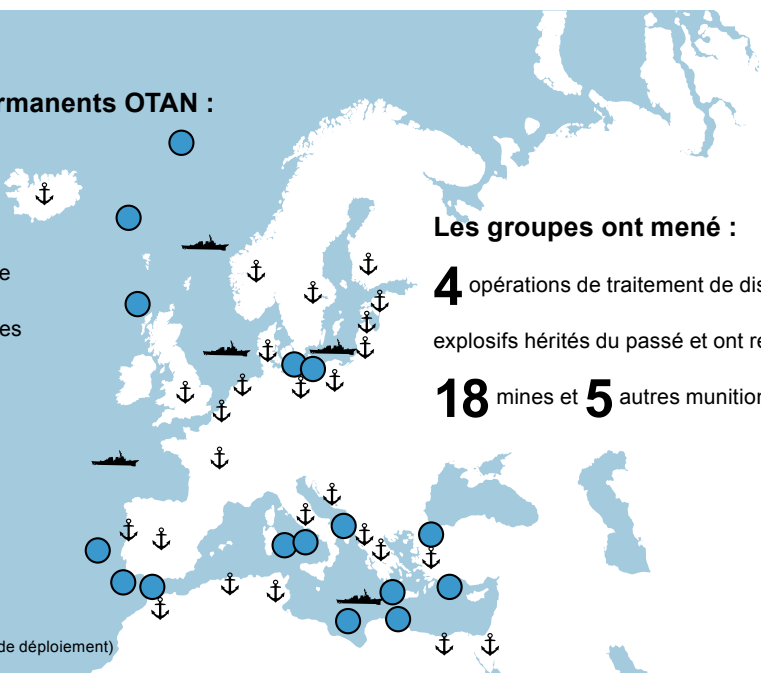 rmanents OTAN :
e
es
Les groupes ont mené :
4 opérations de traitement de dis
explosifs hérités du passé et ont re
18 mines et 5 autres munition
de déploiement)